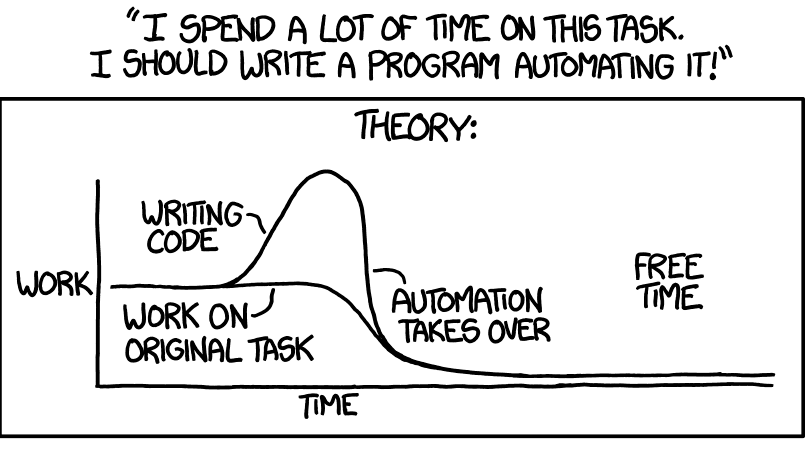 "I SPEND A LOT OF TIME ON THIS TASK.
I SHOULD WRITE A PROGRAM AUTOMATING IT!"
THEORY:
WRITING
CODE
WORK
WORK ON
ORIGINAL TASK
AUTOMATION
TAKES OVER
FREE
TIME
TIME